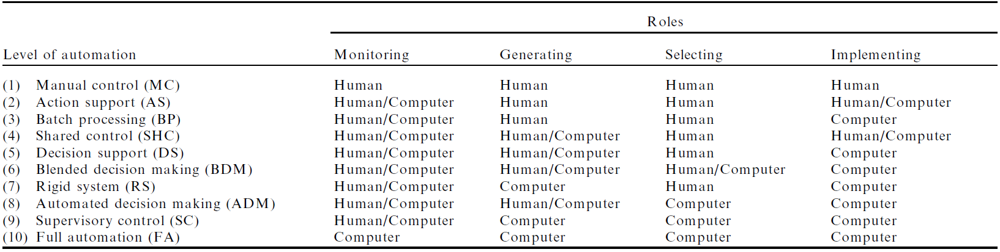 Roles
Level of automation Monitoring Generating Selecting Implementing
(1) Manual control (MC) Human Human Human Human
(2) Action support (AS) Human/Computer Human Human Human/Computer
(3) Batch processing (BP) Human/Computer Human Human Computer
(4) Shared control (SHC) Human/Computer Human/Computer Human Human/Computer
(5) Decision support (DS) Human/Computer Human/Computer Human Computer
(6) Blended decision making (BDM) Human/Computer Human/Computer Human/Computer Computer
(7) Rigid system (RS) Human/Computer Computer Human Computer
(8) Automated decision making (ADM) Human/Computer Human/Computer Computer Computer
(9) Supervisory control (SC) Human/Computer Computer Computer Computer
(10) Full automation (FA) Computer Computer Computer Computer